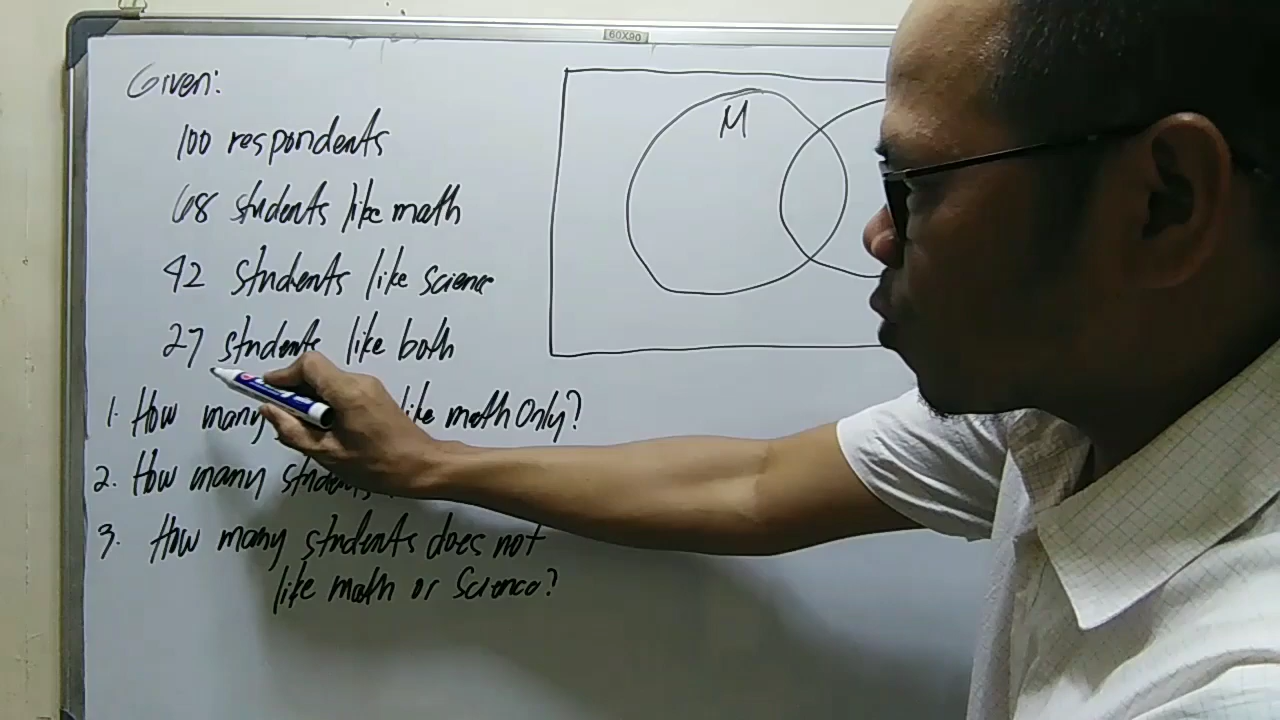 60X90
Given:
100 respondents
68 students like math
42 students like science
27 students like both
1. How many like math only?
2. How many students
3. How many students does not
like math or Science?
M